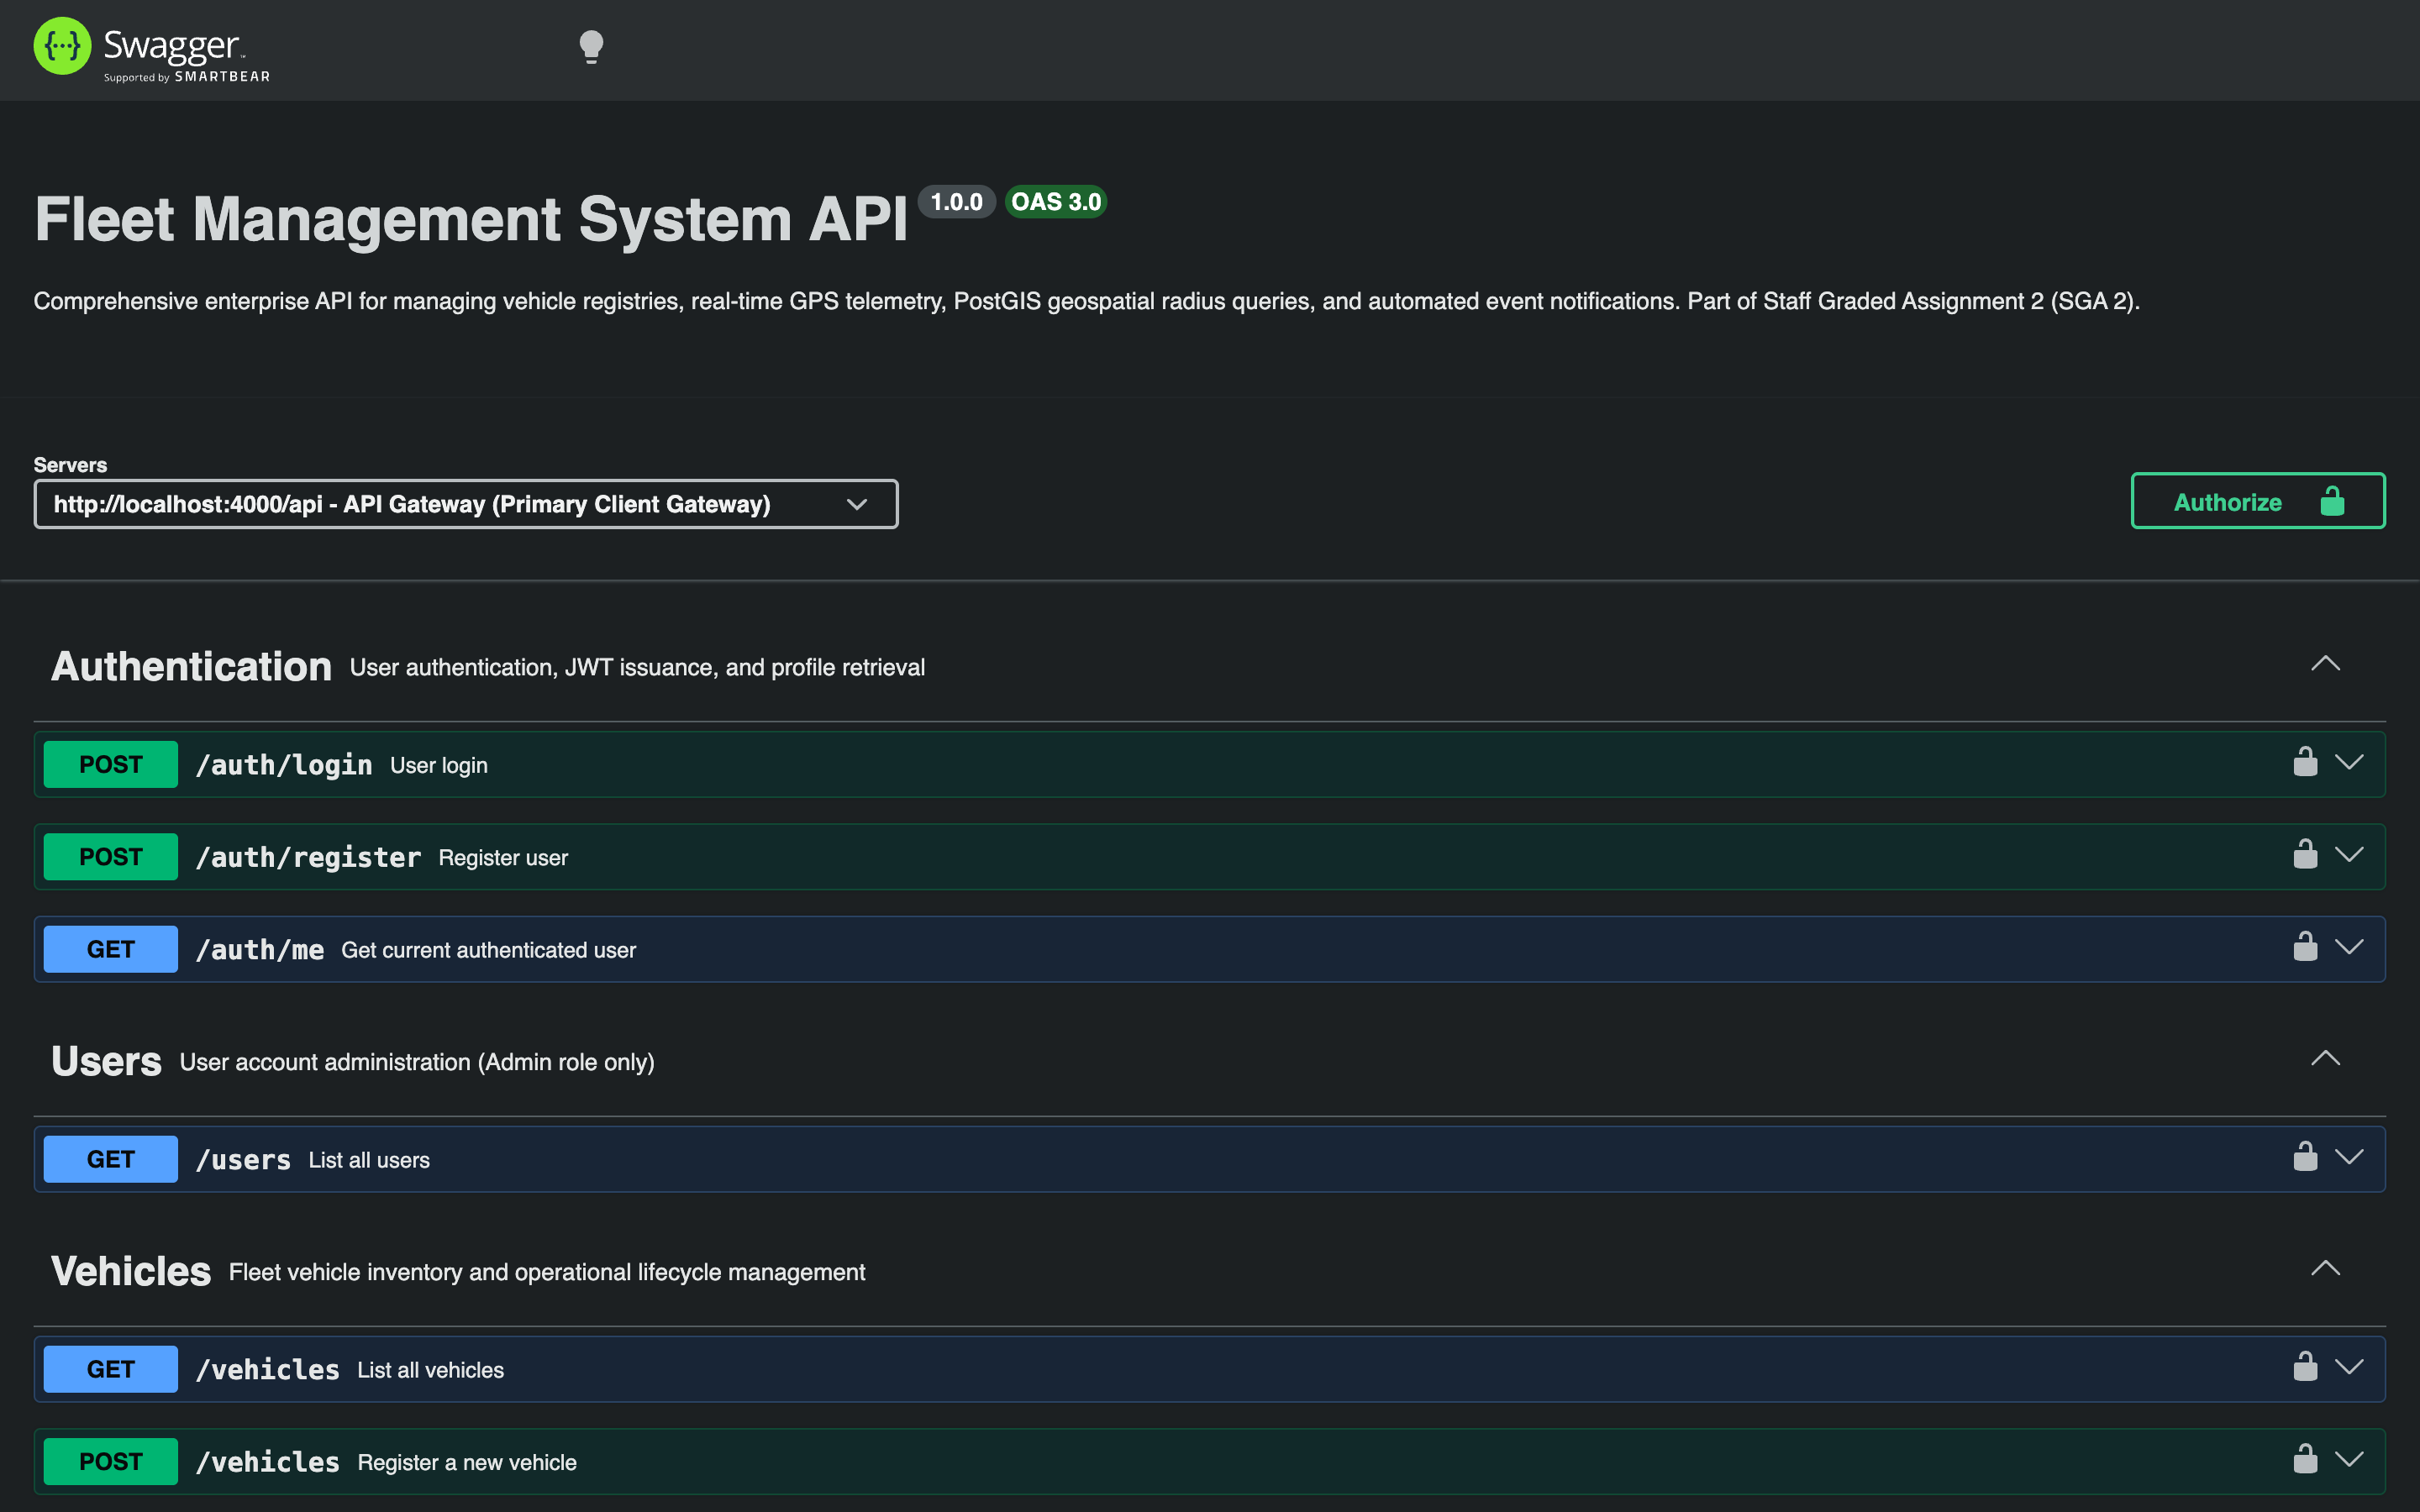 Swagger™
Supported by SMARTBEAR
Fleet Management System API 1.0.0 OAS 3.0
Comprehensive enterprise API for managing vehicle registries, real-time GPS telemetry, PostGIS geospatial radius queries, and automated event notifications. Part of Staff Graded Assignment 2 (SGA 2).
Servers
http://localhost:4000/api - API Gateway (Primary Client Gateway)
Authorize
Authentication User authentication, JWT issuance, and profile retrieval
POST /auth/login User login
POST /auth/register Register user
GET /auth/me Get current authenticated user
Users User account administration (Admin role only)
GET /users List all users
Vehicles Fleet vehicle inventory and operational lifecycle management
GET /vehicles List all vehicles
POST /vehicles Register a new vehicle